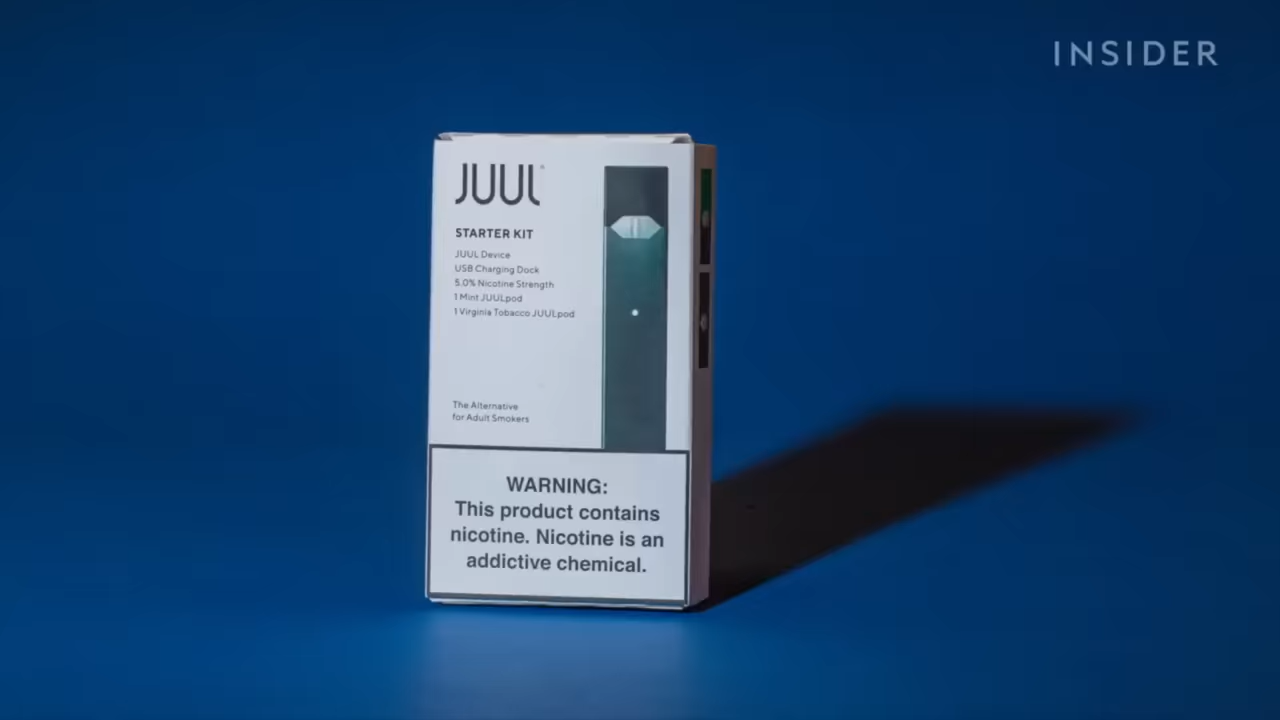 INSIDER
JUUL
STARTER KIT
JUUL Device
USB Charging Dock
5.0% Nicotine Strength
1 Mint JUULpod
1 Virginia Tobacco JUULpod
The Alternative
for Adult Smokers
WARNING:
This product contains
nicotine. Nicotine is an
addictive chemical.